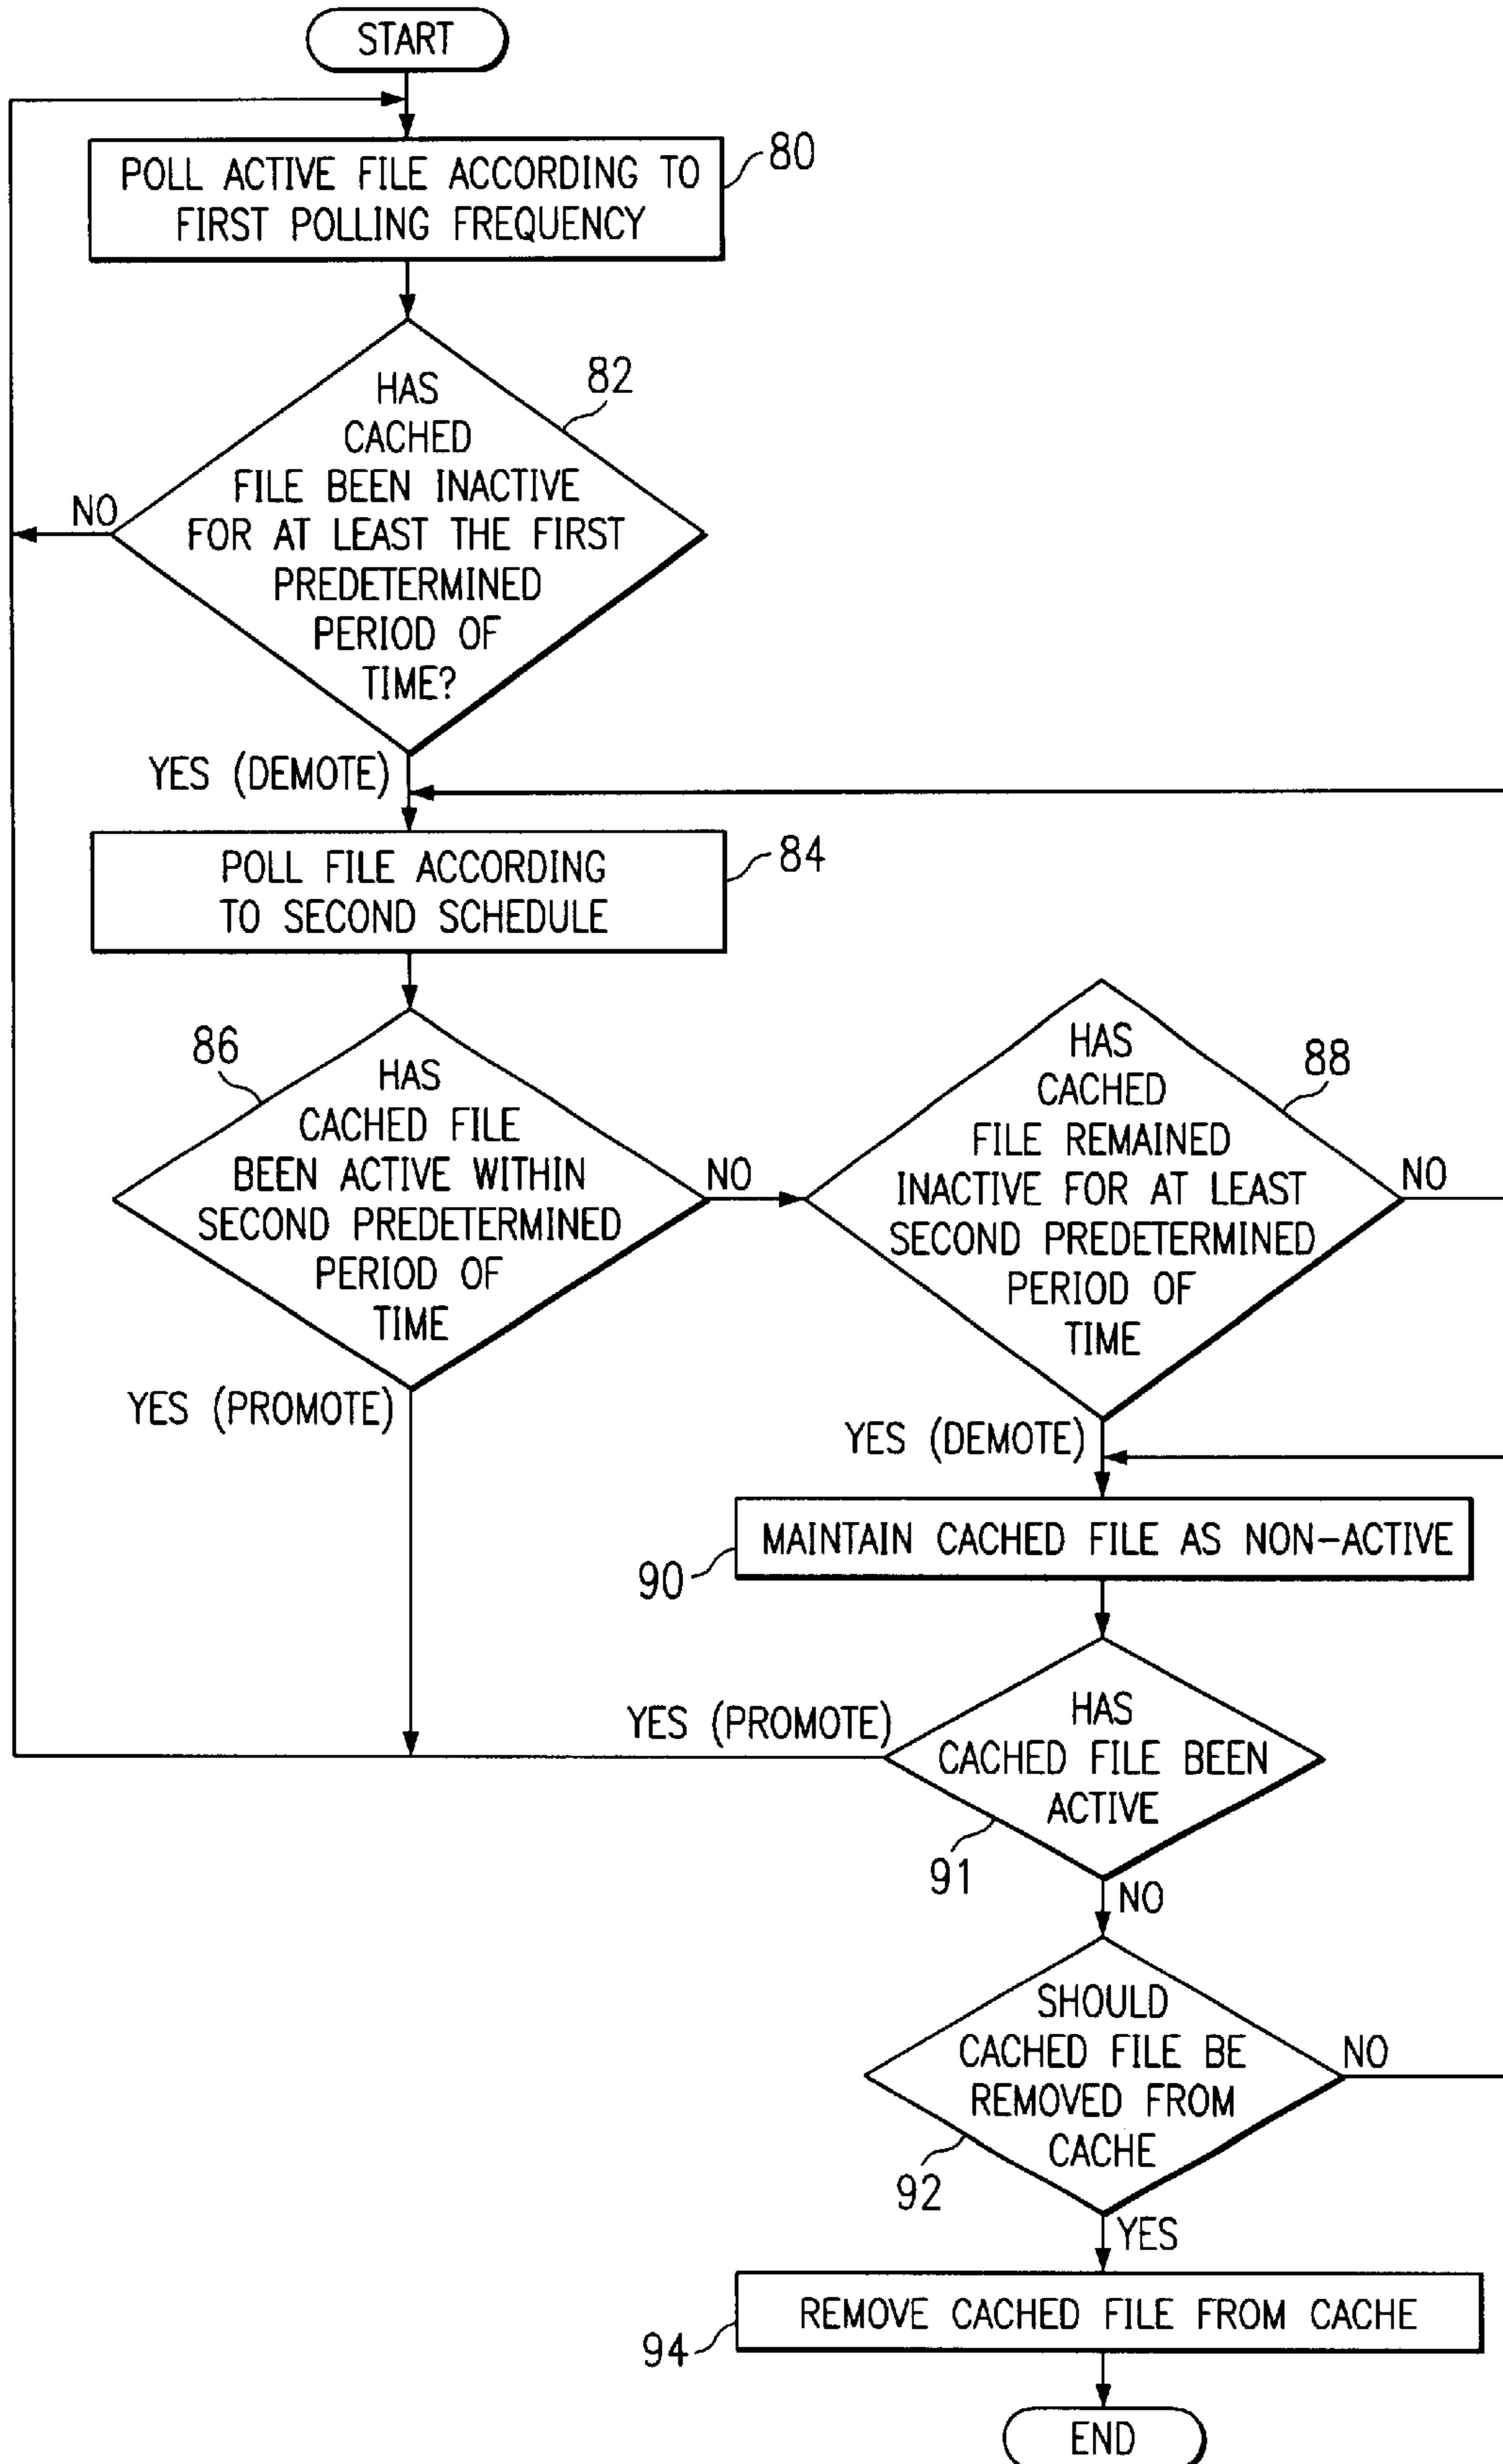 START
POLL ACTIVE FILE ACCORDING TO
FIRST POLLING FREQUENCY
80
HAS
CACHED
FILE BEEN INACTIVE
FOR AT LEAST THE FIRST
PREDETERMINED
PERIOD OF
TIME?
82
NO
YES (DEMOTE)
POLL FILE ACCORDING
TO SECOND SCHEDULE
84
86
HAS
CACHED FILE
BEEN ACTIVE WITHIN
SECOND PREDETERMINED
PERIOD OF
TIME
NO
YES (PROMOTE)
HAS
CACHED
FILE REMAINED
INACTIVE FOR AT LEAST
SECOND PREDETERMINED
PERIOD OF
TIME
88
NO
YES (DEMOTE)
MAINTAIN CACHED FILE AS NON-ACTIVE
90
YES (PROMOTE)
HAS
CACHED FILE BEEN
ACTIVE
91
NO
SHOULD
CACHED FILE BE
REMOVED FROM
CACHE
NO
92
YES
REMOVE CACHED FILE FROM CACHE
94
END